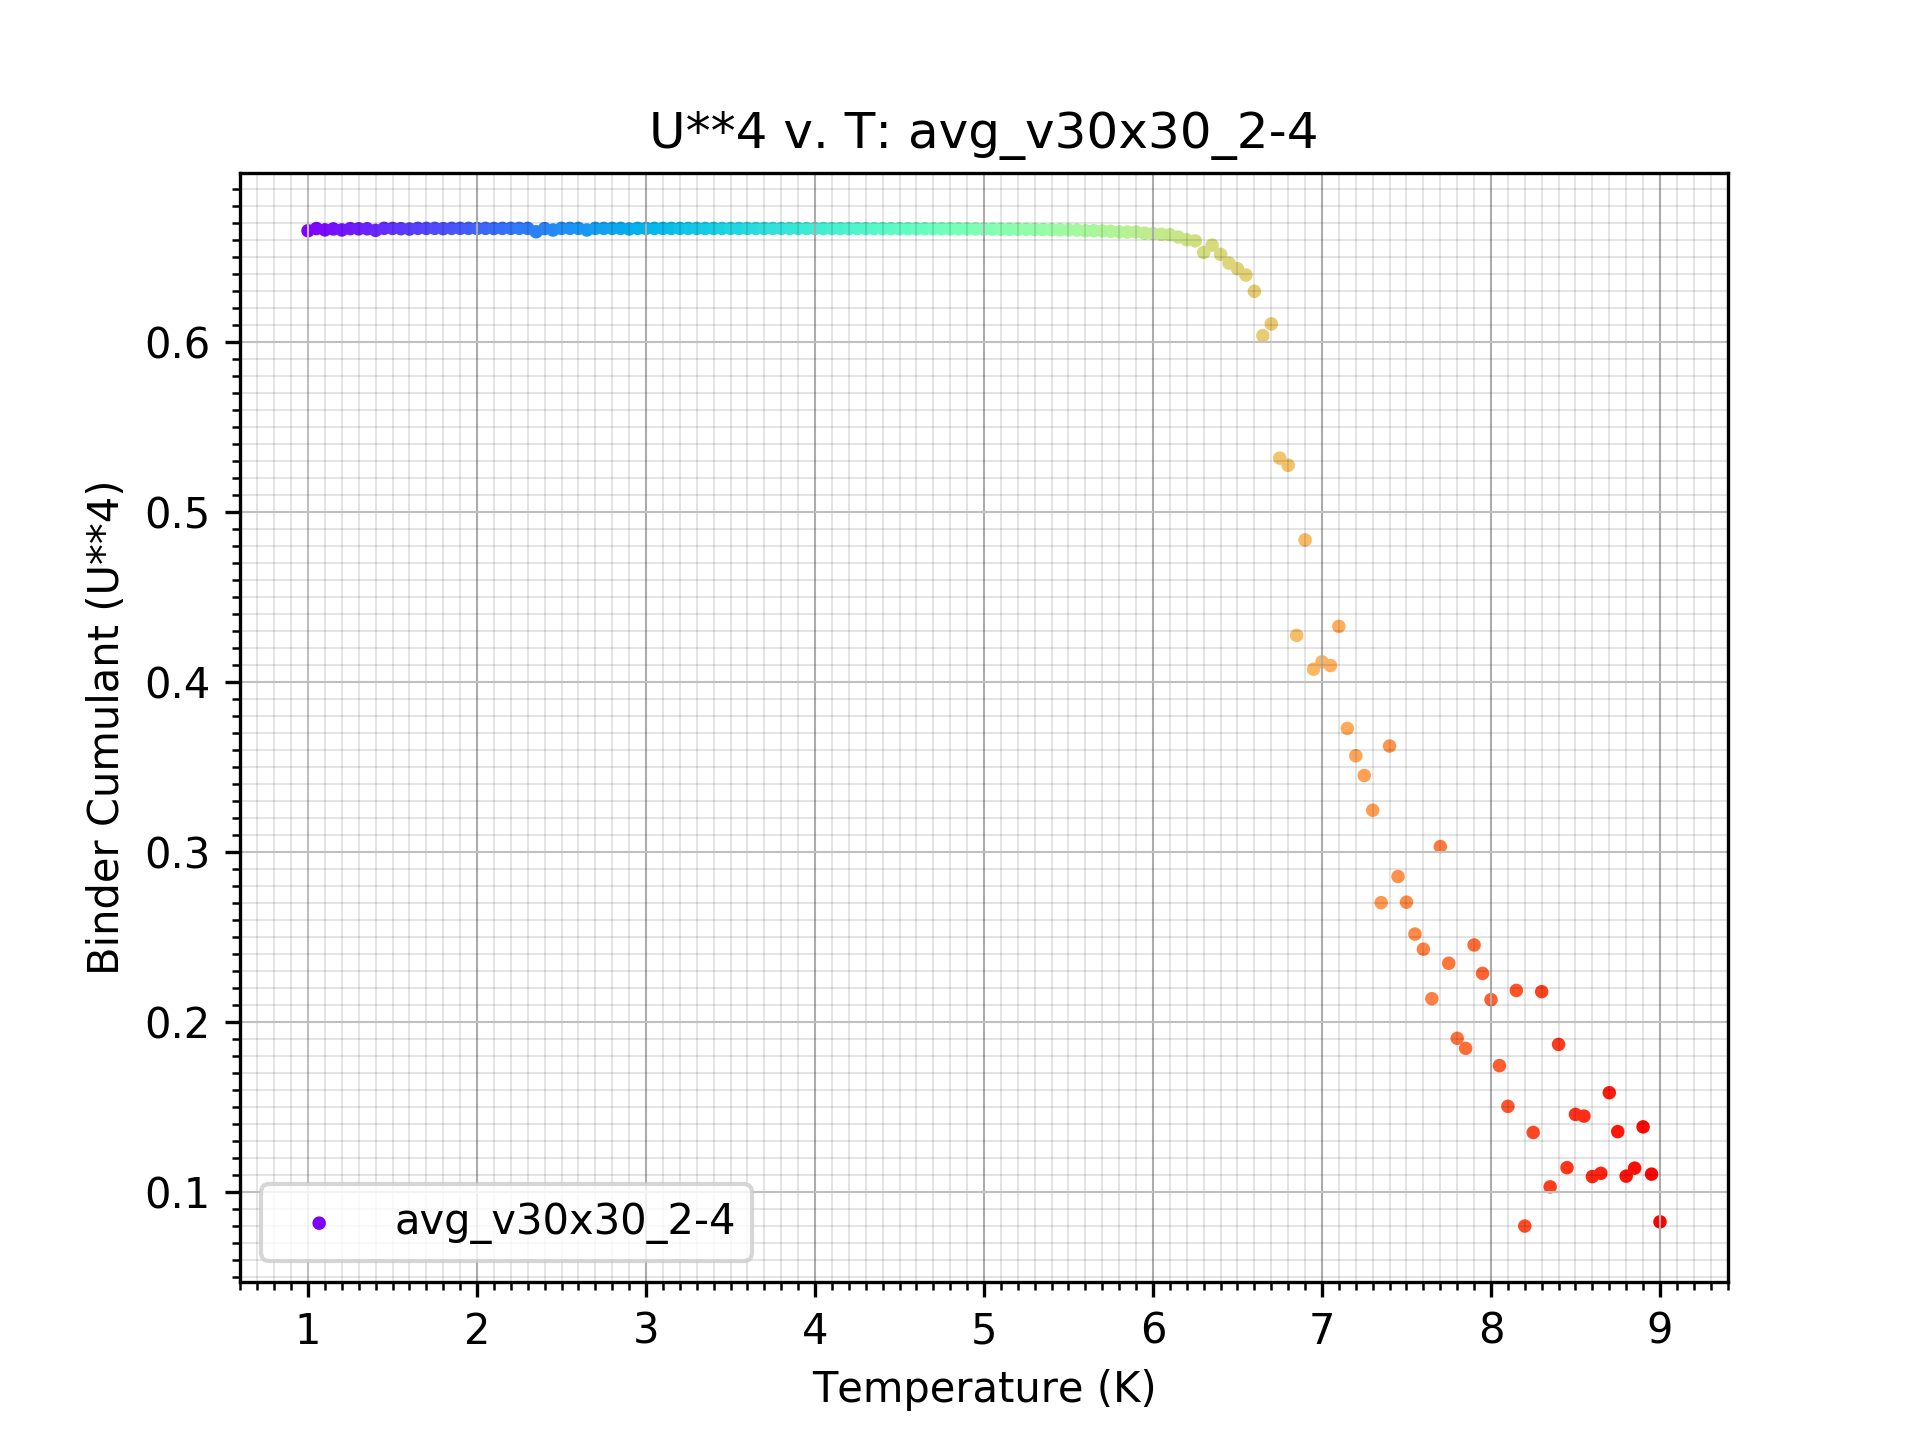 U**4 v. T: avg_v30x30_2-4
Binder Cumulant (U**4)
0.6
0.5
0.4
0.3
0.2
0.1
avg_v30x30_2-4
1 2 3 4 5 6 7 8 9
Temperature (K)